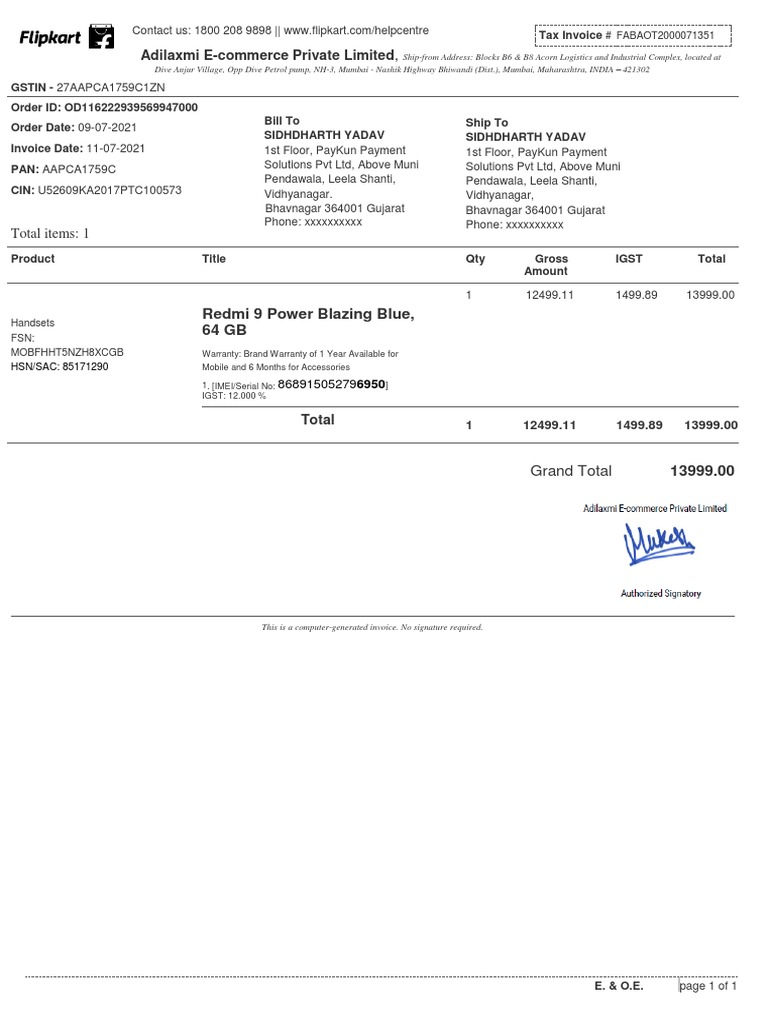 Flipkart
Contact us: 1800 208 9898 || www.flipkart.com/helpcentre
Tax Invoice # FABAOT2000071351
Adilaxmi E-commerce Private Limited, Ship-from Address: Blocks B6 & B8 Acorn Logistics and Industrial Complex, located at
Dive Anjur Village, Opp Dive Petrol pump, NH-3, Mumbai - Nashik Highway Bhiwandi (Dist.), Mumbai, Maharashtra, INDIA – 421302
GSTIN - 27AAPCA1759C1ZN
Order ID: OD116222939569947000
Order Date: 09-07-2021
Invoice Date: 11-07-2021
PAN: AAPCA1759C
CIN: U52609KA2017PTC100573
Total items: 1
Bill To
SIDHDHARTH YADAV
1st Floor, PayKun Payment
Solutions Pvt Ltd, Above Muni
Pendawala, Leela Shanti,
Vidhyanagar.
Bhavnagar 364001 Gujarat
Phone: xxxxxxxxxx
Ship To
SIDHDHARTH YADAV
1st Floor, PayKun Payment
Solutions Pvt Ltd, Above Muni
Pendawala, Leela Shanti,
Vidhyanagar,
Bhavnagar 364001 Gujarat
Phone: xxxxxxxxxx
Product Title Qty Gross Amount IGST Total
1 12499.11 1499.89 13999.00
Handsets
FSN:
MOBFHHT5NZH8XCGB
HSN/SAC: 85171290
Redmi 9 Power Blazing Blue,
64 GB
Warranty: Brand Warranty of 1 Year Available for
Mobile and 6 Months for Accessories
1. [IMEI/Serial No: 868915052796950]
IGST: 12.000 %
Total 1 12499.11 1499.89 13999.00
Grand Total 13999.00
Adilaxmi E-commerce Private Limited
Mukesh
Authorized Signatory
This is a computer-generated invoice. No signature required.
E. & O.E. page 1 of 1